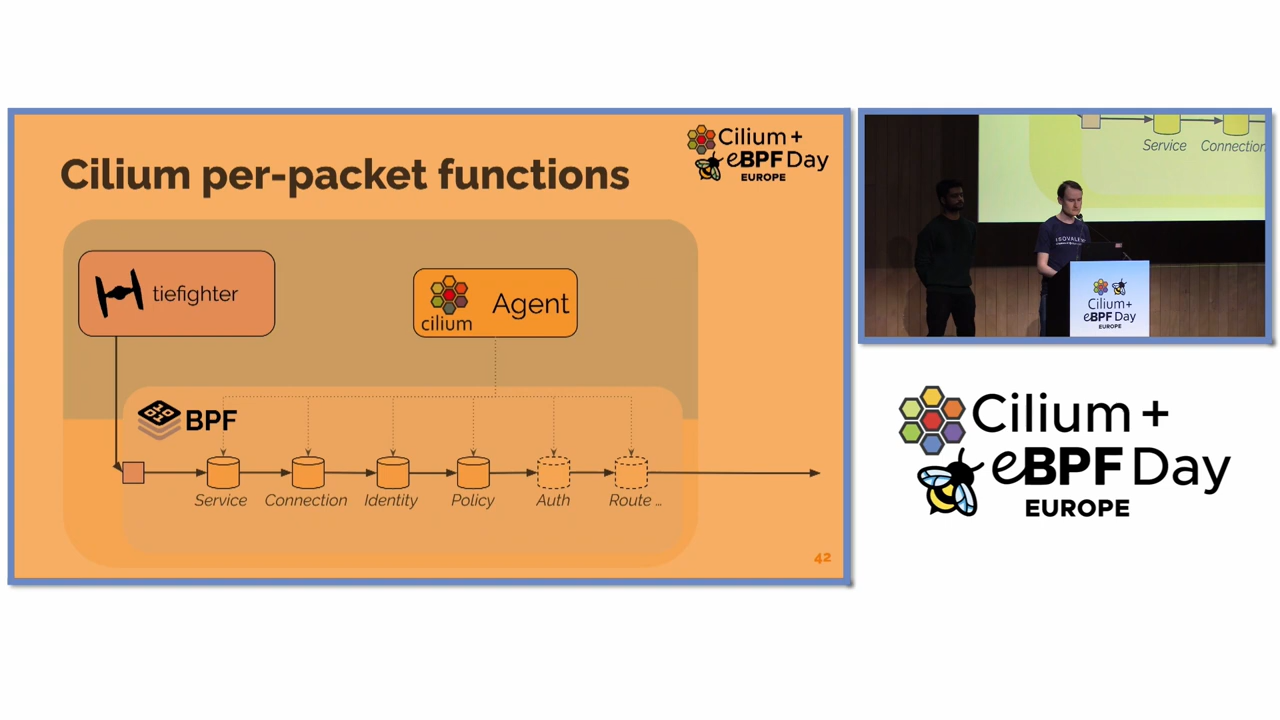 Cilium per-packet functions
Cilium +
eBPF Day
EUROPE
tiefighter
cilium
Agent
BPF
Service
Connection
Identity
Policy
Auth
Route ...
42
Service
Connection
ISOVALENT
Cilium +
eBPF Day
EUROPE
Cilium +
eBPF Day
EUROPE